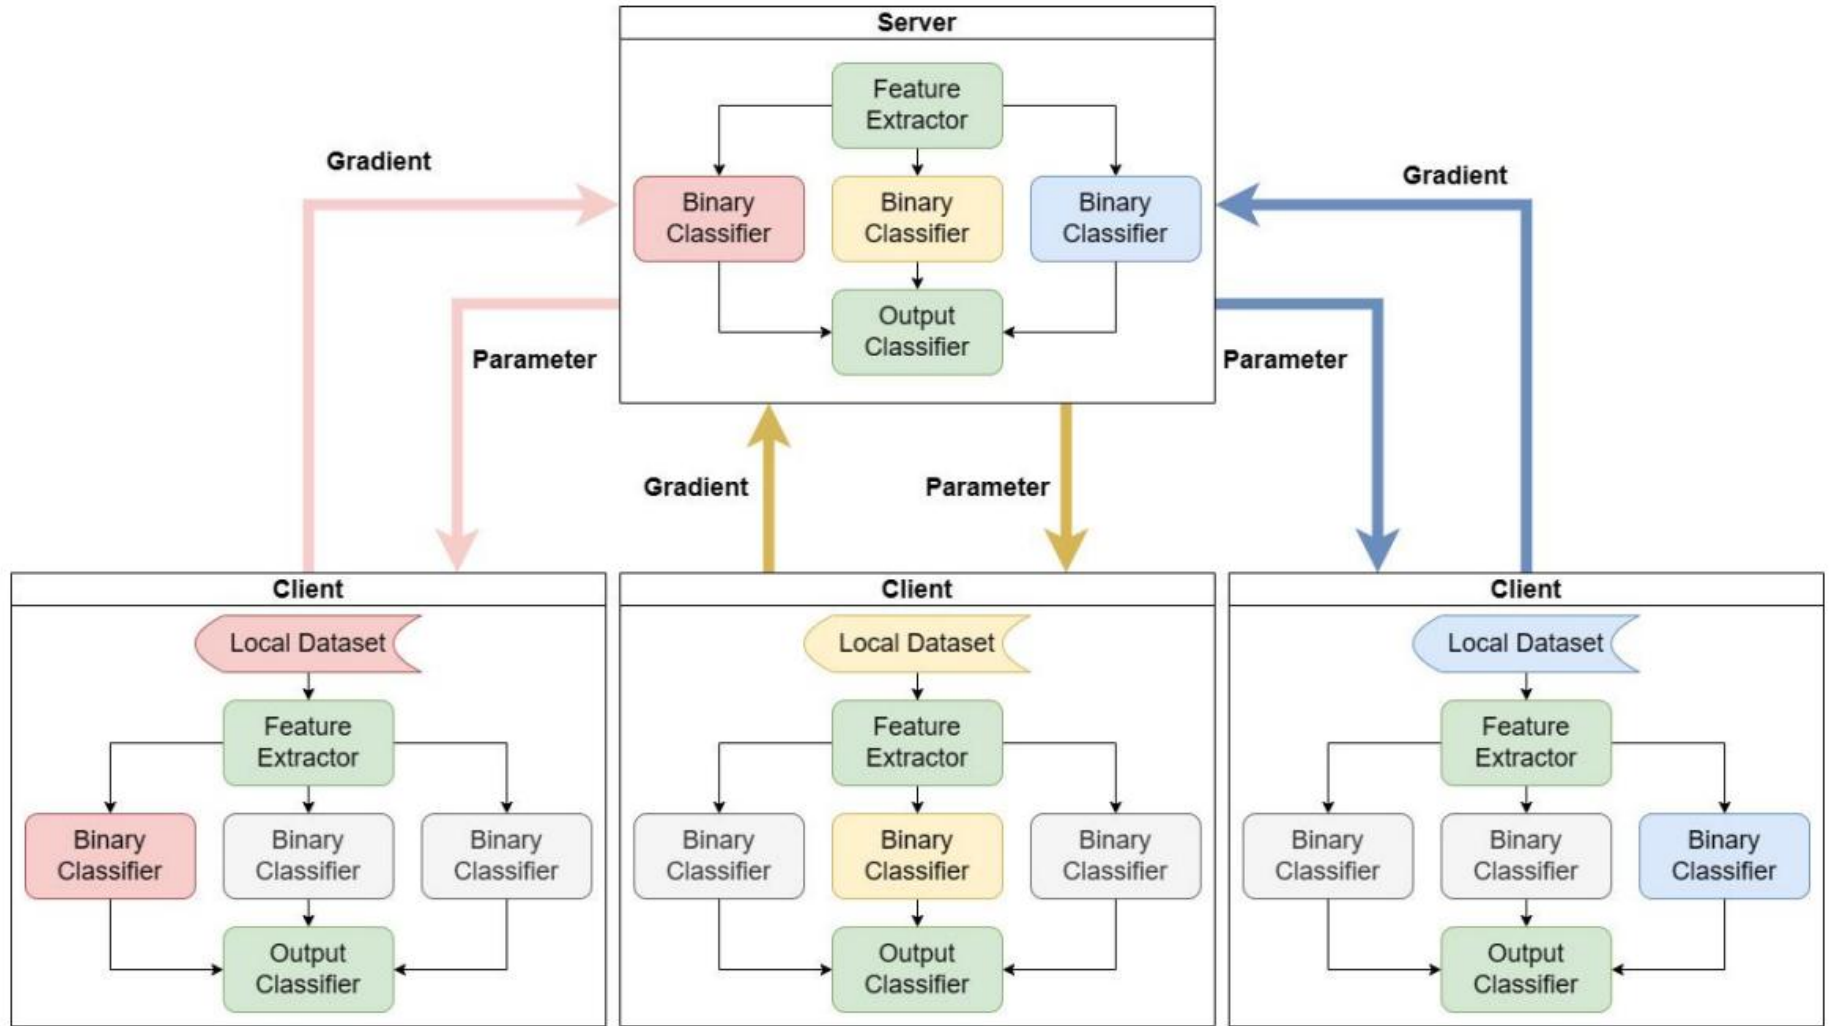 Server
Feature
Extractor
Gradient
Gradient
Binary
Classifier
Binary
Classifier
Binary
Classifier
Output
Classifier
Parameter
Parameter
Gradient
Parameter
Client
Local Dataset
Feature
Extractor
Binary
Classifier
Binary
Classifier
Binary
Classifier
Output
Classifier
Client
Local Dataset
Feature
Extractor
Binary
Classifier
Binary
Classifier
Binary
Classifier
Output
Classifier
Client
Local Dataset
Feature
Extractor
Binary
Classifier
Binary
Classifier
Binary
Classifier
Output
Classifier